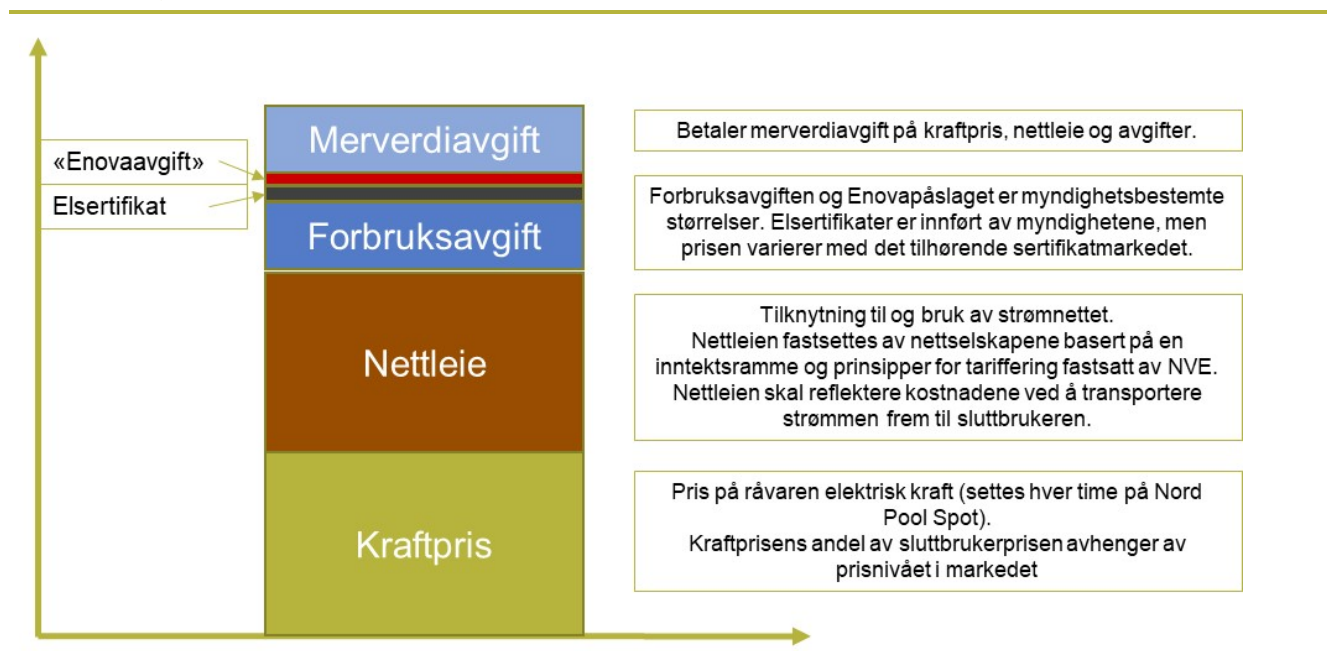 «Enovaavgift»
Elsertifikat
Merverdiavgift
Forbruksavgift
Nettleie
Kraftpris
Betaler merverdiavgift på kraftpris, nettleie og avgifter.
Forbruksavgiften og Enovapåslaget er myndighetsbestemte
størrelser. Elsertifikater er innført av myndighetene, men
prisen varierer med det tilhørende sertifikatmarkedet.
Tilknytning til og bruk av strømnettet.
Nettleien fastsettes av nettselskapene basert på en
inntektsramme og prinsipper for tariffering fastsatt av NVE.
Nettleien skal reflektere kostnadene ved å transportere
strømmen frem til sluttbrukeren.
Pris på råvaren elektrisk kraft (settes hver time på Nord
Pool Spot).
Kraftprisens andel av sluttbrukerprisen avhenger av
prisnivået i markedet